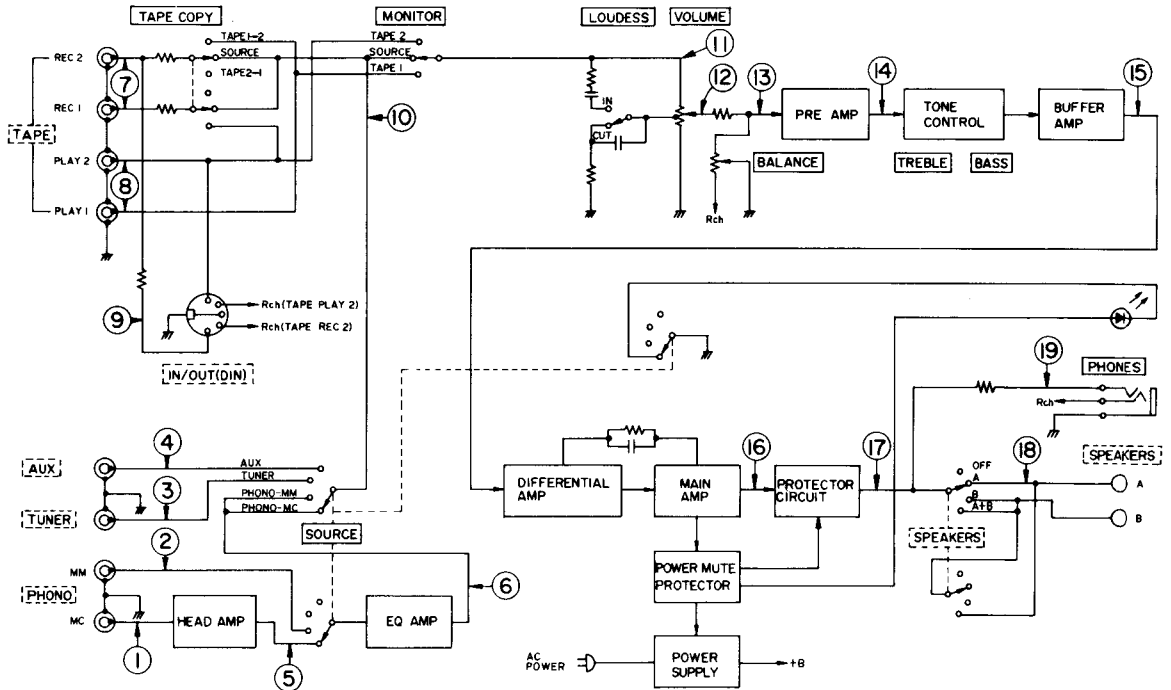 TAPE COPY
MONITOR
LOUDESS
VOLUME
TAPE1-2
TAPE 2
REC 2
SOURCE
SOURCE
11
7
TAPE2-1
TAPE 1
12
13
14
15
IN
REC 1
10
PRE AMP
TONE
CONTROL
BUFFER
AMP
TAPE
CUT
PLAY 2
BALANCE
TREBLE
BASS
8
PLAY 1
Rch
Rch(TAPE PLAY 2)
9
Rch(TAPE REC 2)
IN/OUT(DIN)
19
PHONES
Rch
4
AUX
AUX
TUNER
3
PHONO-MM
PHONO-MC
TUNER
SOURCE
DIFFERENTIAL
AMP
MAIN
AMP
16
PROTECTOR
CIRCUIT
17
OFF
18
SPEAKERS
A
A
B
A+B
B
SPEAKERS
2
MM
6
POWER MUTE
PROTECTOR
PHONO
MC
HEAD AMP
EQ AMP
1
5
AC
POWER
POWER
SUPPLY
+B